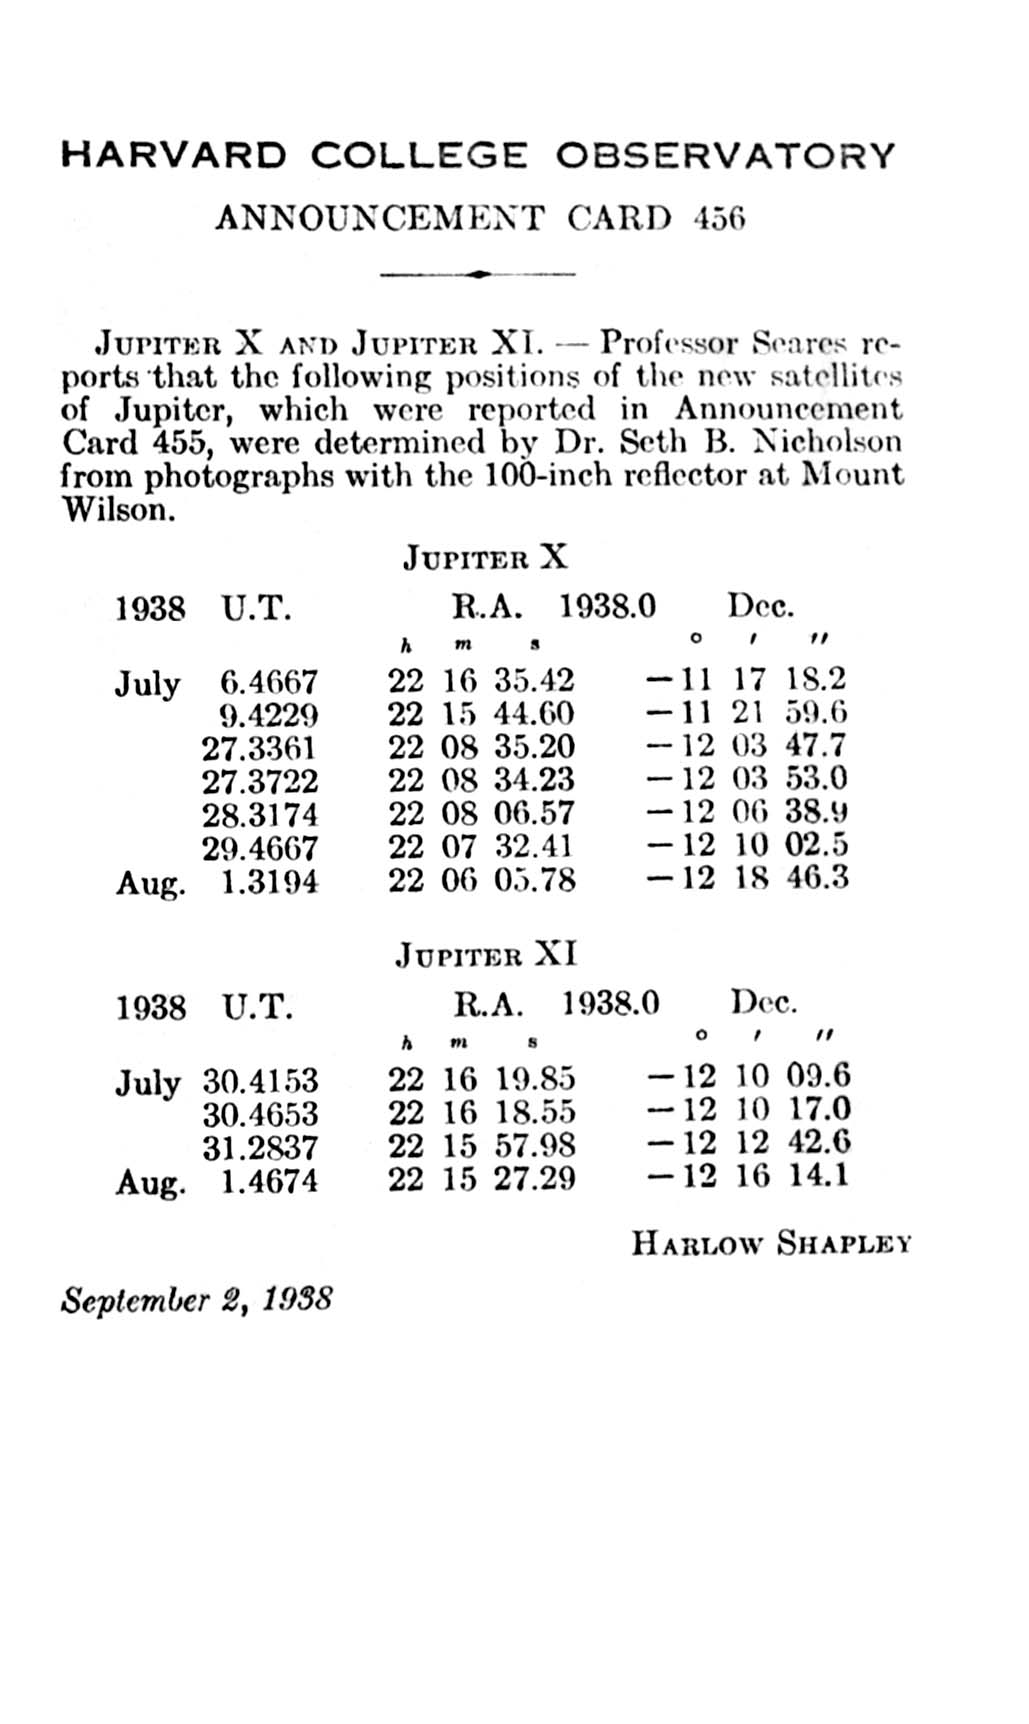 HARVARD COLLEGE OBSERVATORY
ANNOUNCEMENT CARD 456
JUPITER X AND JUPITER XI. — Professor Seares re-
ports that the following positions of the new satellites
of Jupiter, which were reported in Announcement
Card 455, were determined by Dr. Seth B. Nicholson
from photographs with the 100-inch reflector at Mount
Wilson.
JUPITER X
1938 U.T. R.A. 1938.0 Dec.
h m s ° ′ ″
July 6.4667 22 16 35.42 −11 17 18.2
9.4229 22 15 44.60 −11 21 59.6
27.3361 22 08 35.20 −12 03 47.7
27.3722 22 08 34.23 −12 03 53.0
28.3174 22 08 06.57 −12 06 38.9
29.4667 22 07 32.41 −12 10 02.5
Aug. 1.3194 22 06 05.78 −12 18 46.3
JUPITER XI
1938 U.T. R.A. 1938.0 Dec.
h m s ° ′ ″
July 30.4153 22 16 19.85 −12 10 09.6
30.4653 22 16 18.55 −12 10 17.0
31.2837 22 15 57.98 −12 12 42.6
Aug. 1.4674 22 15 27.29 −12 16 14.1
HARLOW SHAPLEY
September 2, 1938